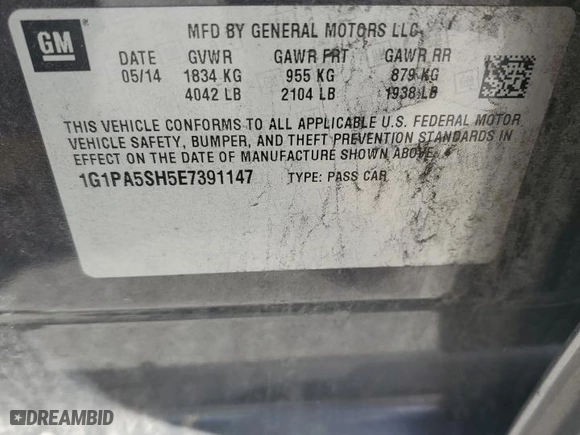 GM
MFD BY GENERAL MOTORS LLC
DATE GVWR GAWR FRT GAWR RR
05/14 1834 KG 955 KG 879 KG
4042 LB 2104 LB 1938 LB
THIS VEHICLE CONFORMS TO ALL APPLICABLE U.S. FEDERAL MOTOR
VEHICLE SAFETY, BUMPER, AND THEFT PREVENTION STANDARDS IN
EFFECT ON THE DATE OF MANUFACTURE SHOWN ABOVE.
1G1PA5SH5E7391147 TYPE: PASS CAR
DREAMBID